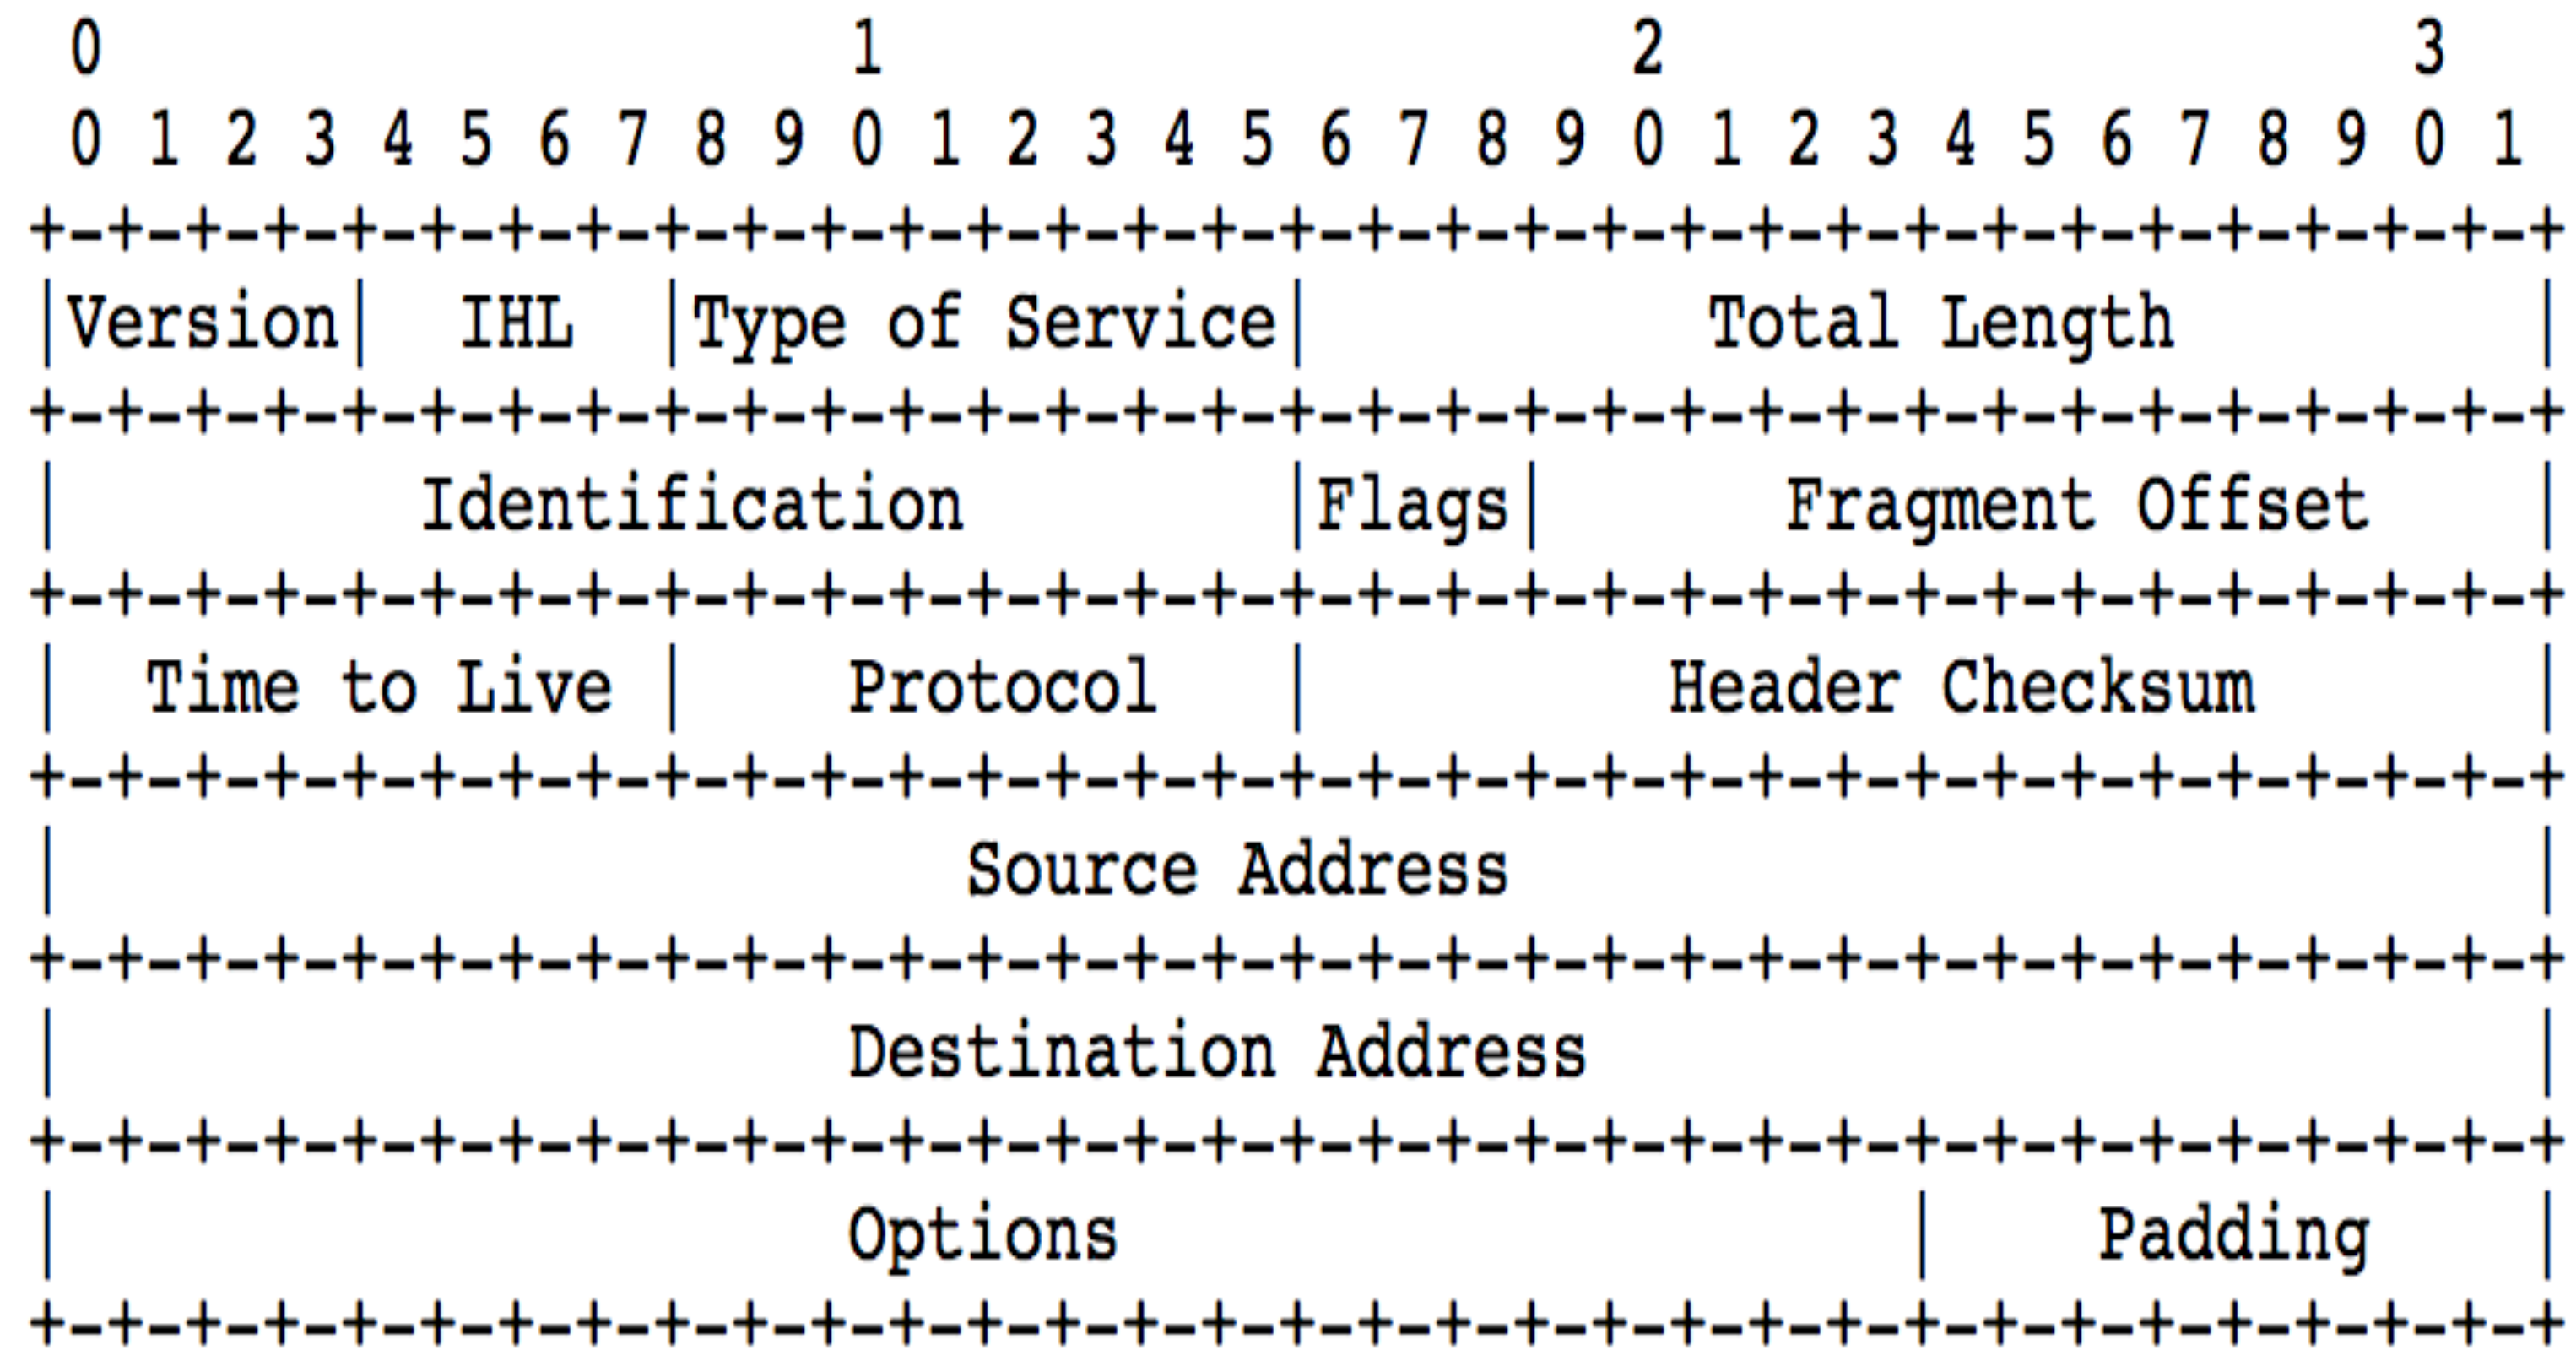 0                   1                   2                   3
 0 1 2 3 4 5 6 7 8 9 0 1 2 3 4 5 6 7 8 9 0 1 2 3 4 5 6 7 8 9 0 1
+-+-+-+-+-+-+-+-+-+-+-+-+-+-+-+-+-+-+-+-+-+-+-+-+-+-+-+-+-+-+-+-+
|Version|  IHL  |Type of Service|          Total Length         |
+-+-+-+-+-+-+-+-+-+-+-+-+-+-+-+-+-+-+-+-+-+-+-+-+-+-+-+-+-+-+-+-+
|         Identification        |Flags|      Fragment Offset    |
+-+-+-+-+-+-+-+-+-+-+-+-+-+-+-+-+-+-+-+-+-+-+-+-+-+-+-+-+-+-+-+-+
|  Time to Live |    Protocol   |         Header Checksum       |
+-+-+-+-+-+-+-+-+-+-+-+-+-+-+-+-+-+-+-+-+-+-+-+-+-+-+-+-+-+-+-+-+
|                       Source Address                          |
+-+-+-+-+-+-+-+-+-+-+-+-+-+-+-+-+-+-+-+-+-+-+-+-+-+-+-+-+-+-+-+-+
|                    Destination Address                        |
+-+-+-+-+-+-+-+-+-+-+-+-+-+-+-+-+-+-+-+-+-+-+-+-+-+-+-+-+-+-+-+-+
|                    Options                    |    Padding    |
+-+-+-+-+-+-+-+-+-+-+-+-+-+-+-+-+-+-+-+-+-+-+-+-+-+-+-+-+-+-+-+-+